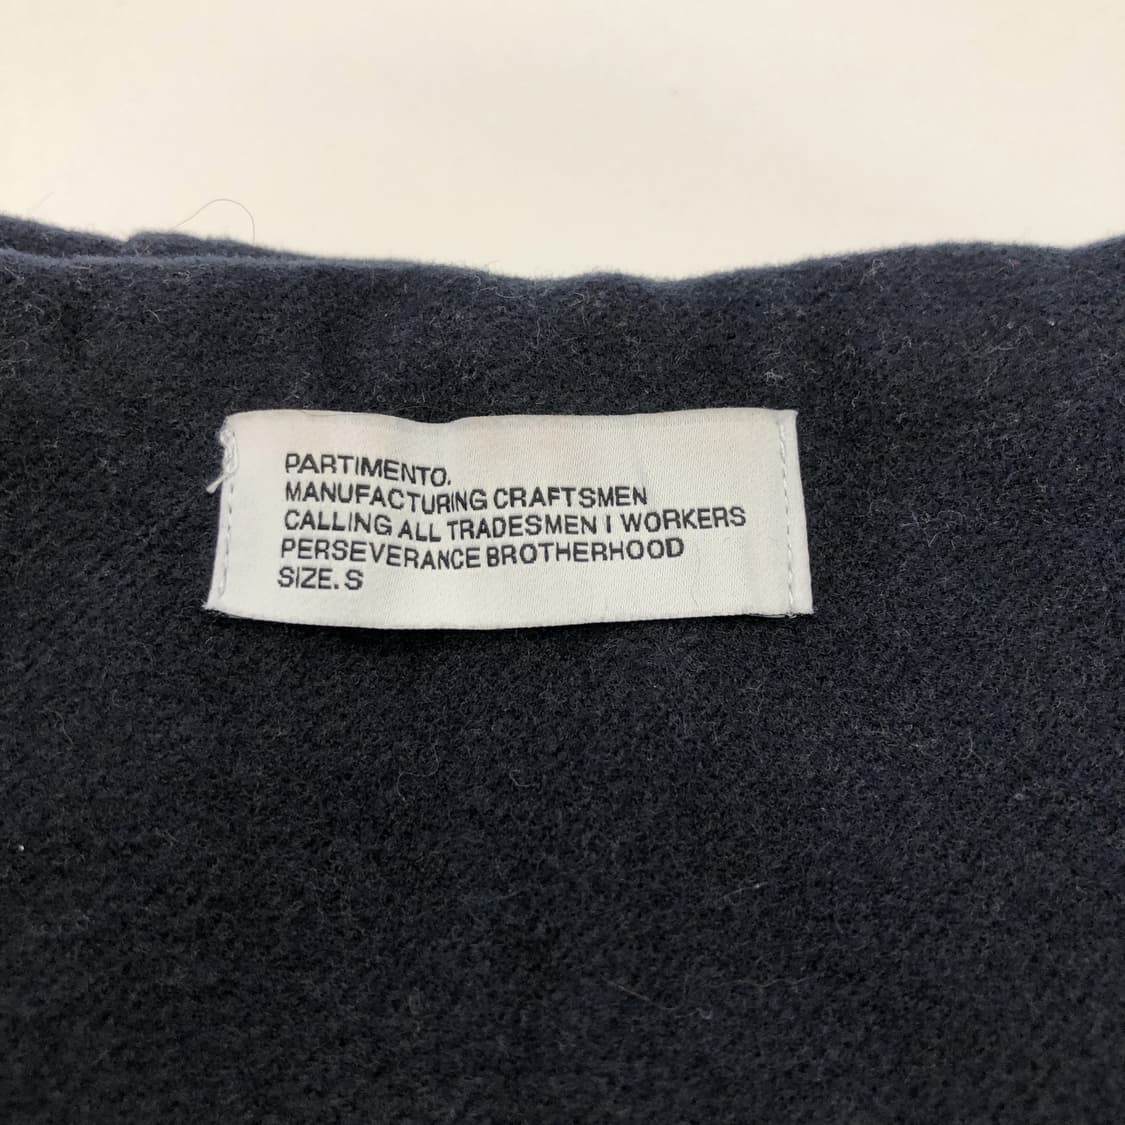 PARTIMENTO.
MANUFACTURING CRAFTSMEN
CALLING ALL TRADESMEN I WORKERS
PERSEVERANCE BROTHERHOOD
SIZE. S